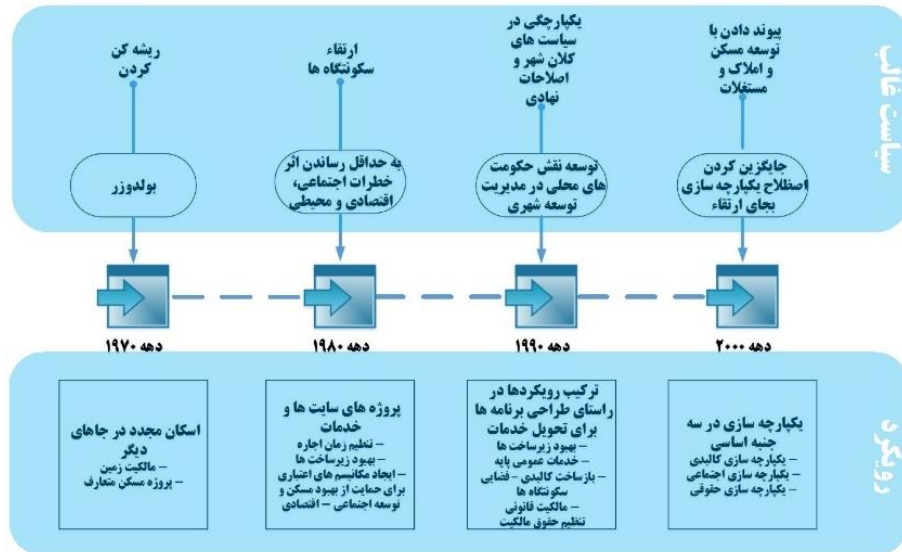 سیاست غالب
ریشه کن
کردن
ارتقاء
سکونتگاه ها
یکپارچگی در
سیاست های
کلان شهر و
اصلاحات
نهادی
پیوند دادن با
توسعه مسکن
و املاک و
مستغلات
بولدوزر
به حداقل رساندن اثر
خطرات اجتماعی،
اقتصادی و محیطی
توسعه نقش حکومت
های محلی در مدیریت
توسعه شهری
جایگزین کردن
اصطلاح یکپارچه سازی
بجای ارتقاء
دهه ۱۹۷۰
دهه ۱۹۸۰
دهه ۱۹۹۰
دهه ۲۰۰۰
رویکرد
اسکان مجدد در جاهای
دیگر
– مالکیت زمین
– پروژه مسکن متعارف
پروژه های سایت ها و
خدمات
– تنظیم زمان اجاره
– بهبود زیرساخت ها
– ایجاد مکانیسم های اعتباری
برای حمایت از بهبود مسکن و
توسعه اجتماعی – اقتصادی
ترکیب رویکردها در
راستای طراحی برنامه ها
برای تحویل خدمات
– بهبود زیرساخت ها
– خدمات عمومی پایه
– بازساخت کالبدی – فضایی
سکونتگاه ها
– مالکیت قانونی
تنظیم حقوق مالکیت
یکپارچه سازی در سه
جنبه اساسی
– یکپارچه سازی کالبدی
– یکپارچه سازی اجتماعی
– یکپارچه سازی حقوقی